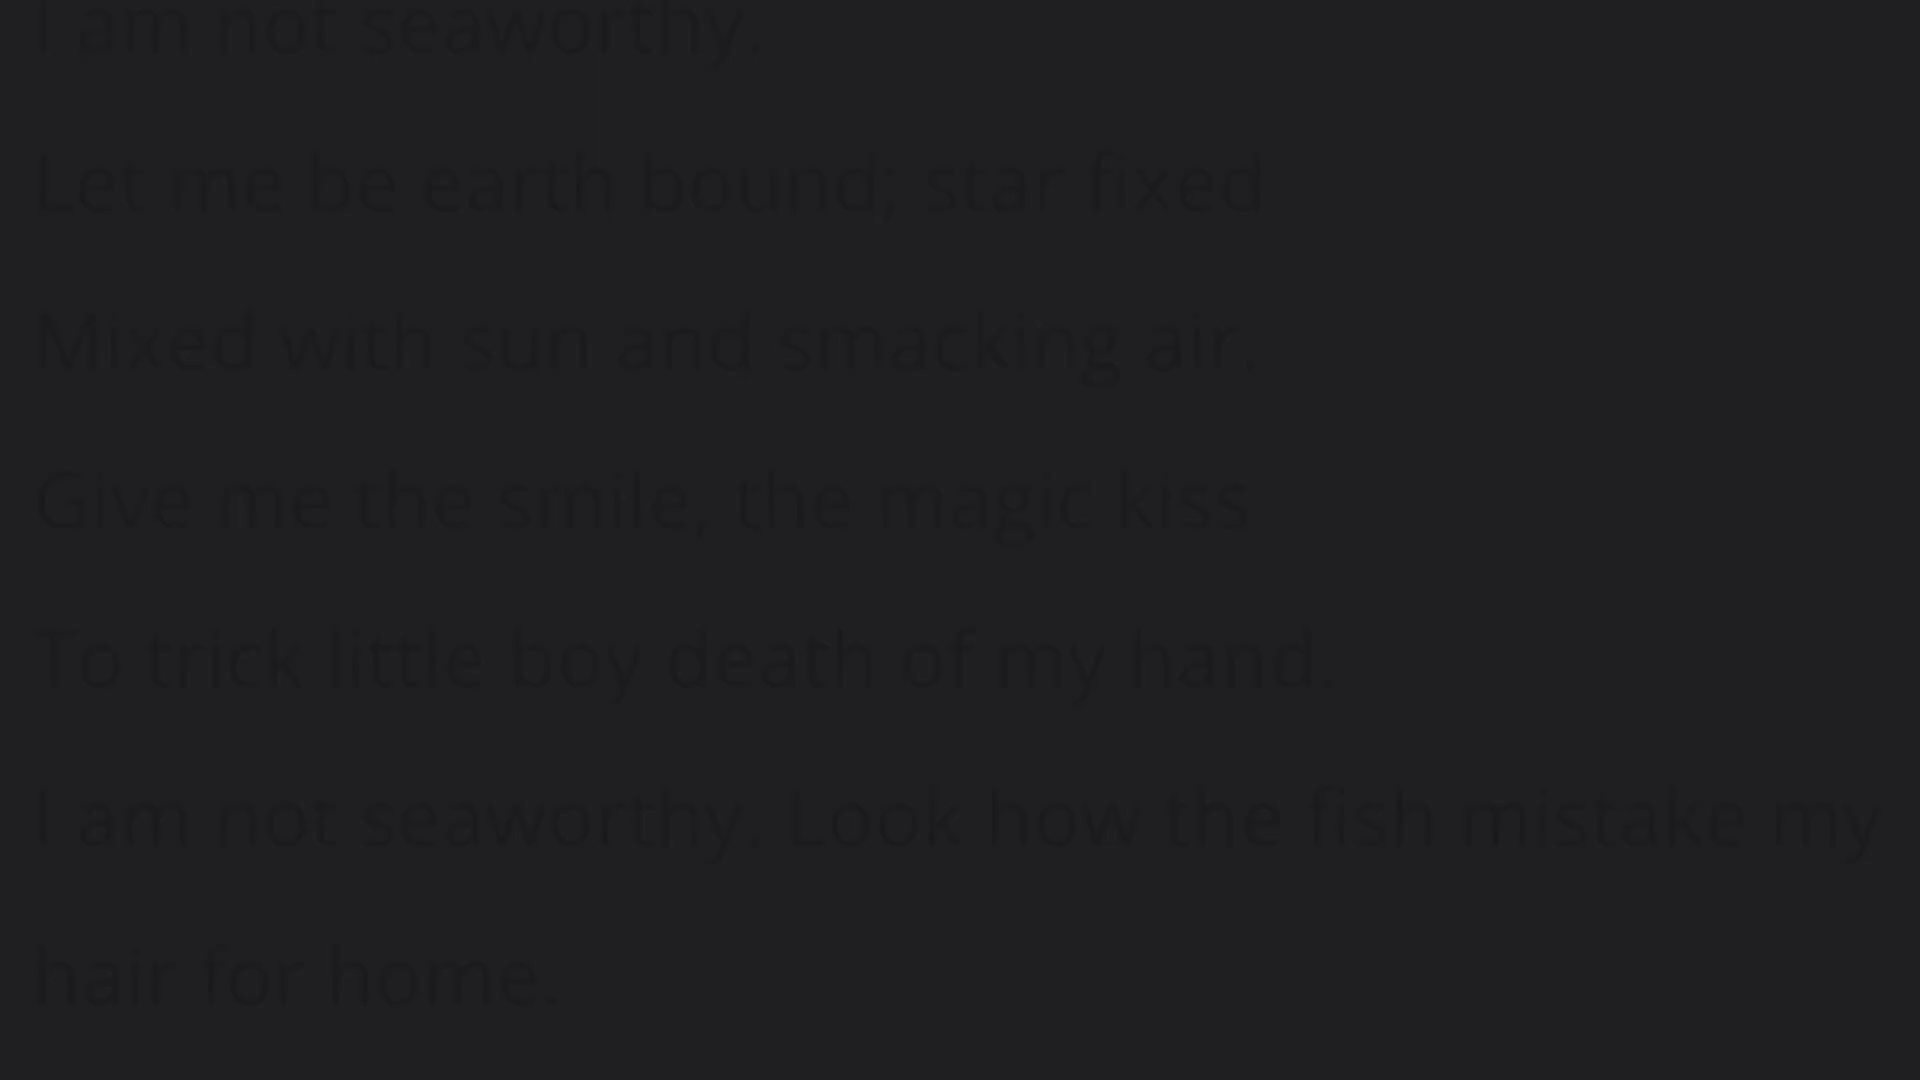 I am not seaworthy.
Let me be earth bound; star fixed
Mixed with sun and smacking air.
Give me the smile, the magic kiss
To trick little boy death of my hand.
I am not seaworthy. Look how the fish mistake my
hair for home.